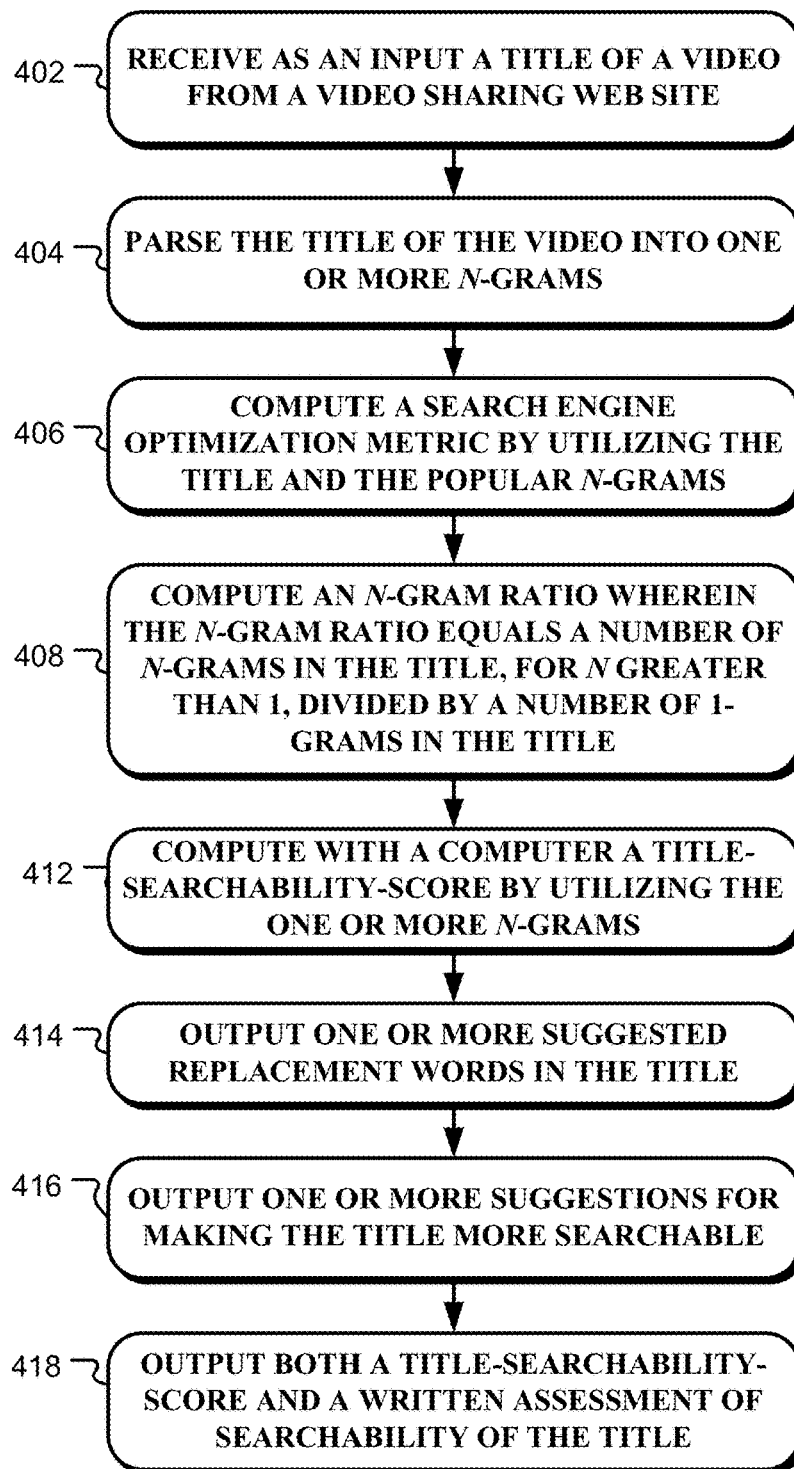 402
RECEIVE AS AN INPUT A TITLE OF A VIDEO
FROM A VIDEO SHARING WEB SITE
404
PARSE THE TITLE OF THE VIDEO INTO ONE
OR MORE N-GRAMS
406
COMPUTE A SEARCH ENGINE
OPTIMIZATION METRIC BY UTILIZING THE
TITLE AND THE POPULAR N-GRAMS
408
COMPUTE AN N-GRAM RATIO WHEREIN
THE N-GRAM RATIO EQUALS A NUMBER OF
N-GRAMS IN THE TITLE, FOR N GREATER
THAN 1, DIVIDED BY A NUMBER OF 1-
GRAMS IN THE TITLE
412
COMPUTE WITH A COMPUTER A TITLE-
SEARCHABILITY-SCORE BY UTILIZING THE
ONE OR MORE N-GRAMS
414
OUTPUT ONE OR MORE SUGGESTED
REPLACEMENT WORDS IN THE TITLE
416
OUTPUT ONE OR MORE SUGGESTIONS FOR
MAKING THE TITLE MORE SEARCHABLE
418
OUTPUT BOTH A TITLE-SEARCHABILITY-
SCORE AND A WRITTEN ASSESSMENT OF
SEARCHABILITY OF THE TITLE